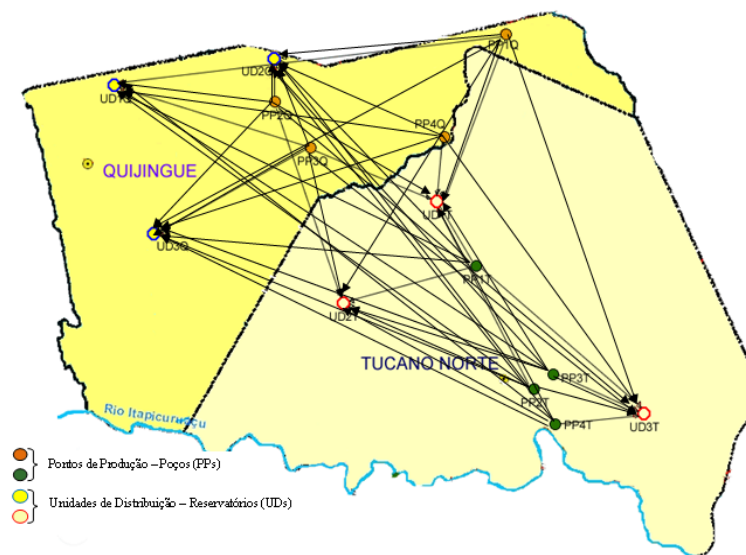 PP1Q
UD2Q
UD1Q
PP2Q
PP4Q
PP3Q
QUIJINGUE
UD1T
UD3Q
PP1T
UD2T
TUCANO NORTE
PP3T
PP2T
PP4T
UD3T
Rio Itapicuruçu
Pontos de Produção – Poços (PPs)
Unidades de Distribuição – Reservatórios (UDs)